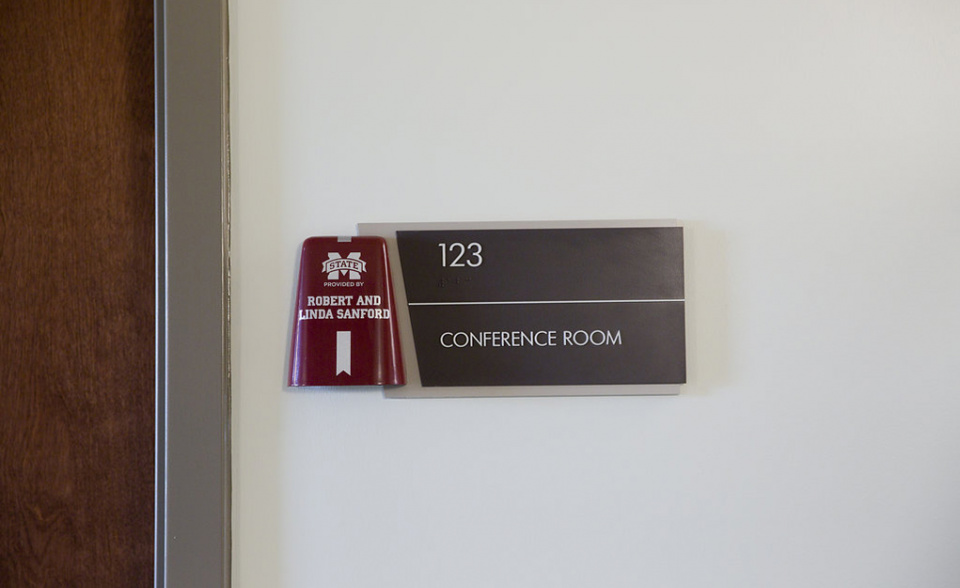 STATE
PROVIDED BY
ROBERT AND
LINDA SANFORD
123
CONFERENCE ROOM